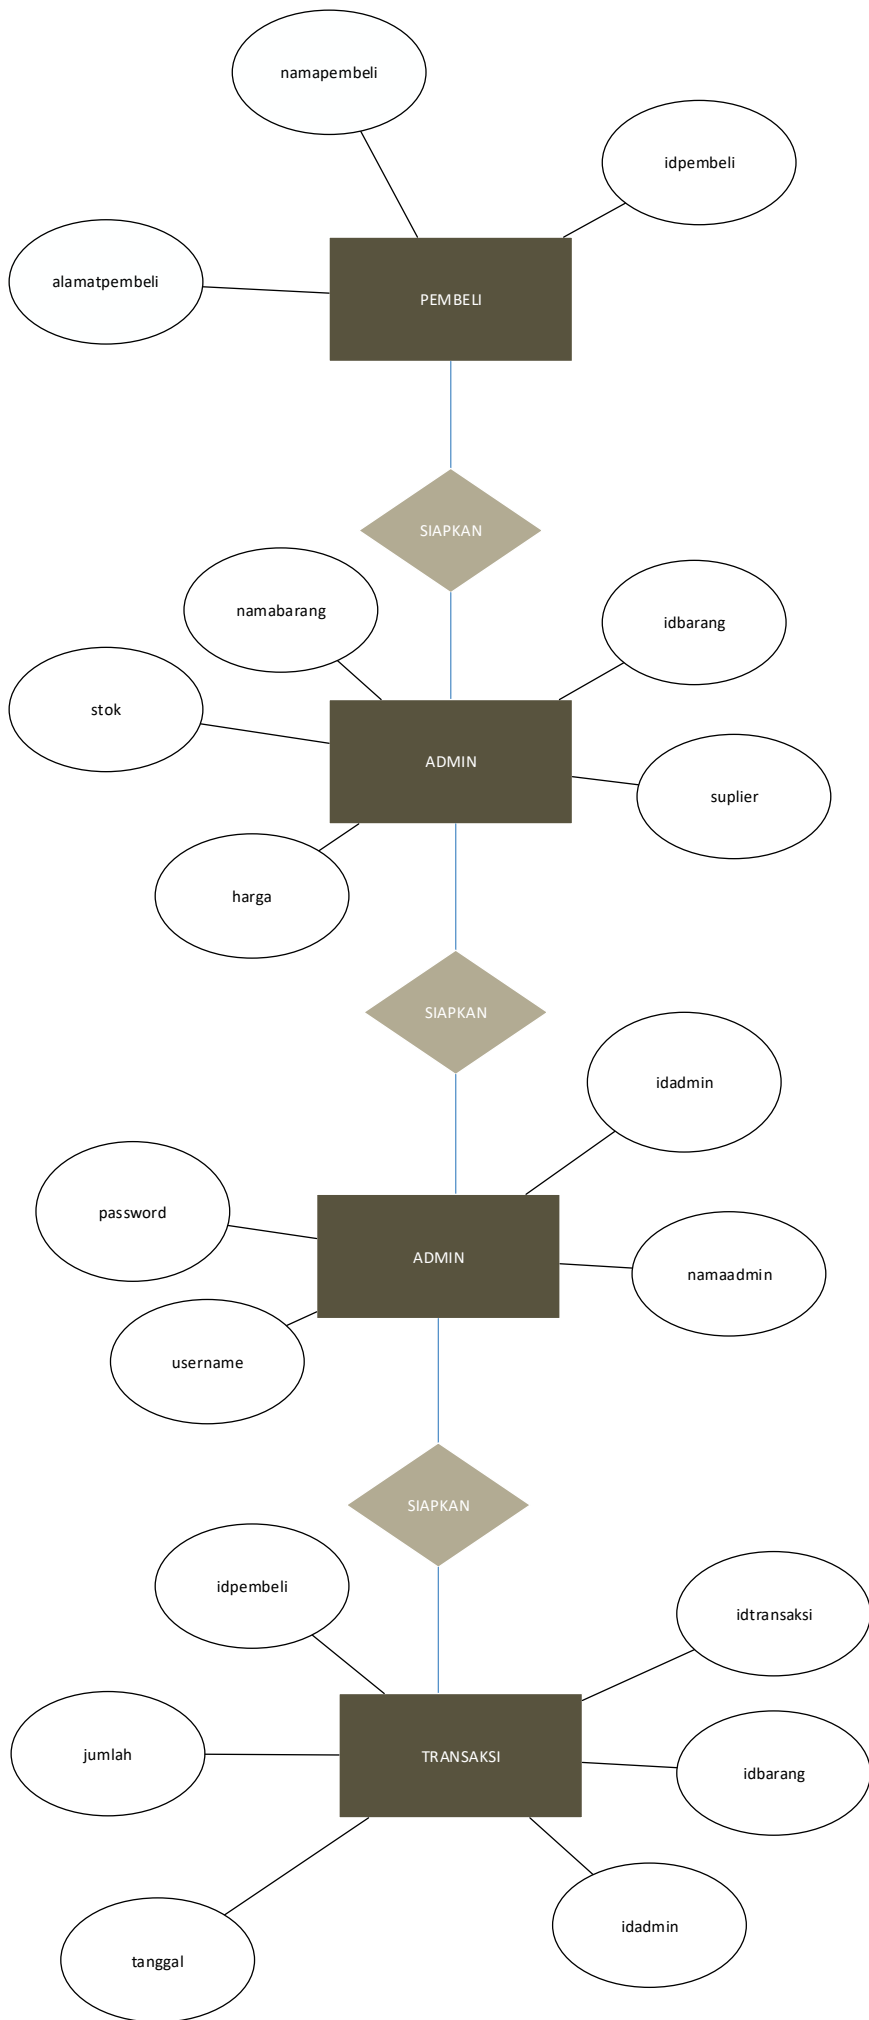 namapembeli
idpembeli
alamatpembeli
PEMBELI
SIAPKAN
namabarang
idbarang
stok
ADMIN
suplier
harga
SIAPKAN
idadmin
password
ADMIN
namaadmin
username
SIAPKAN
idpembeli
idtransaksi
jumlah
TRANSAKSI
idbarang
idadmin
tanggal